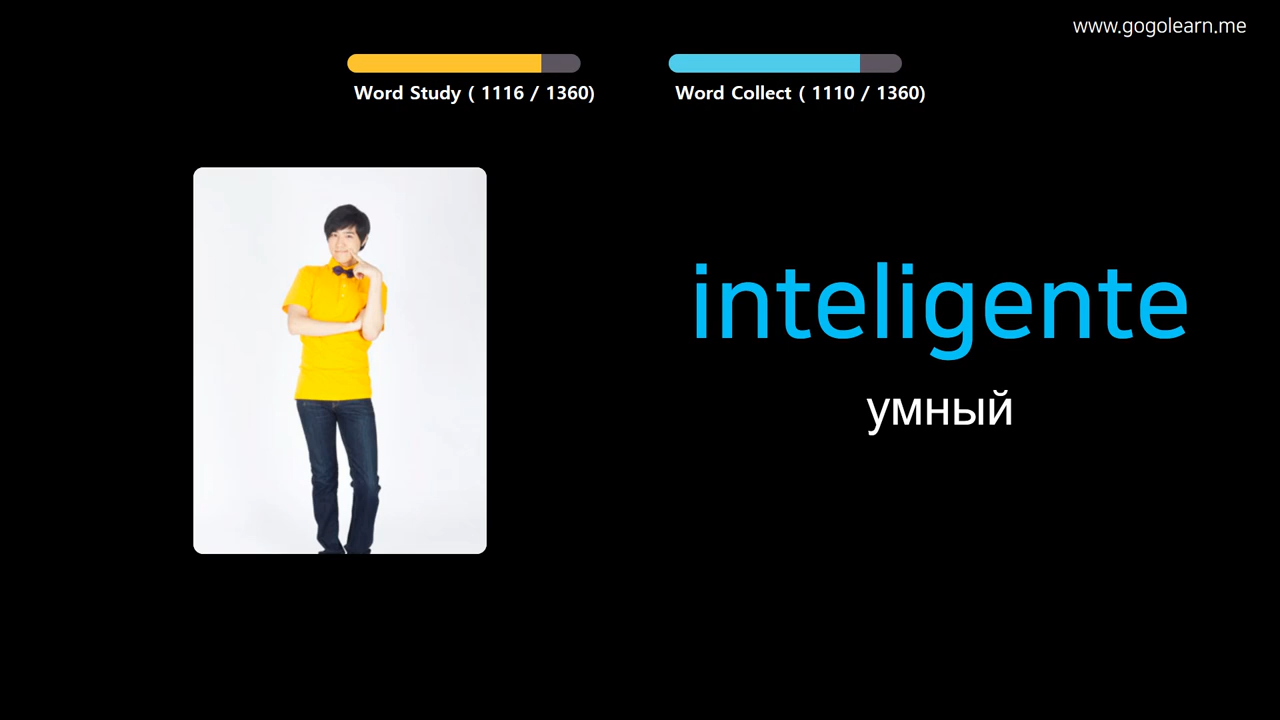 www.gogolearn.me
Word Study ( 1116 / 1360)
Word Collect ( 1110 / 1360)
inteligente
умный